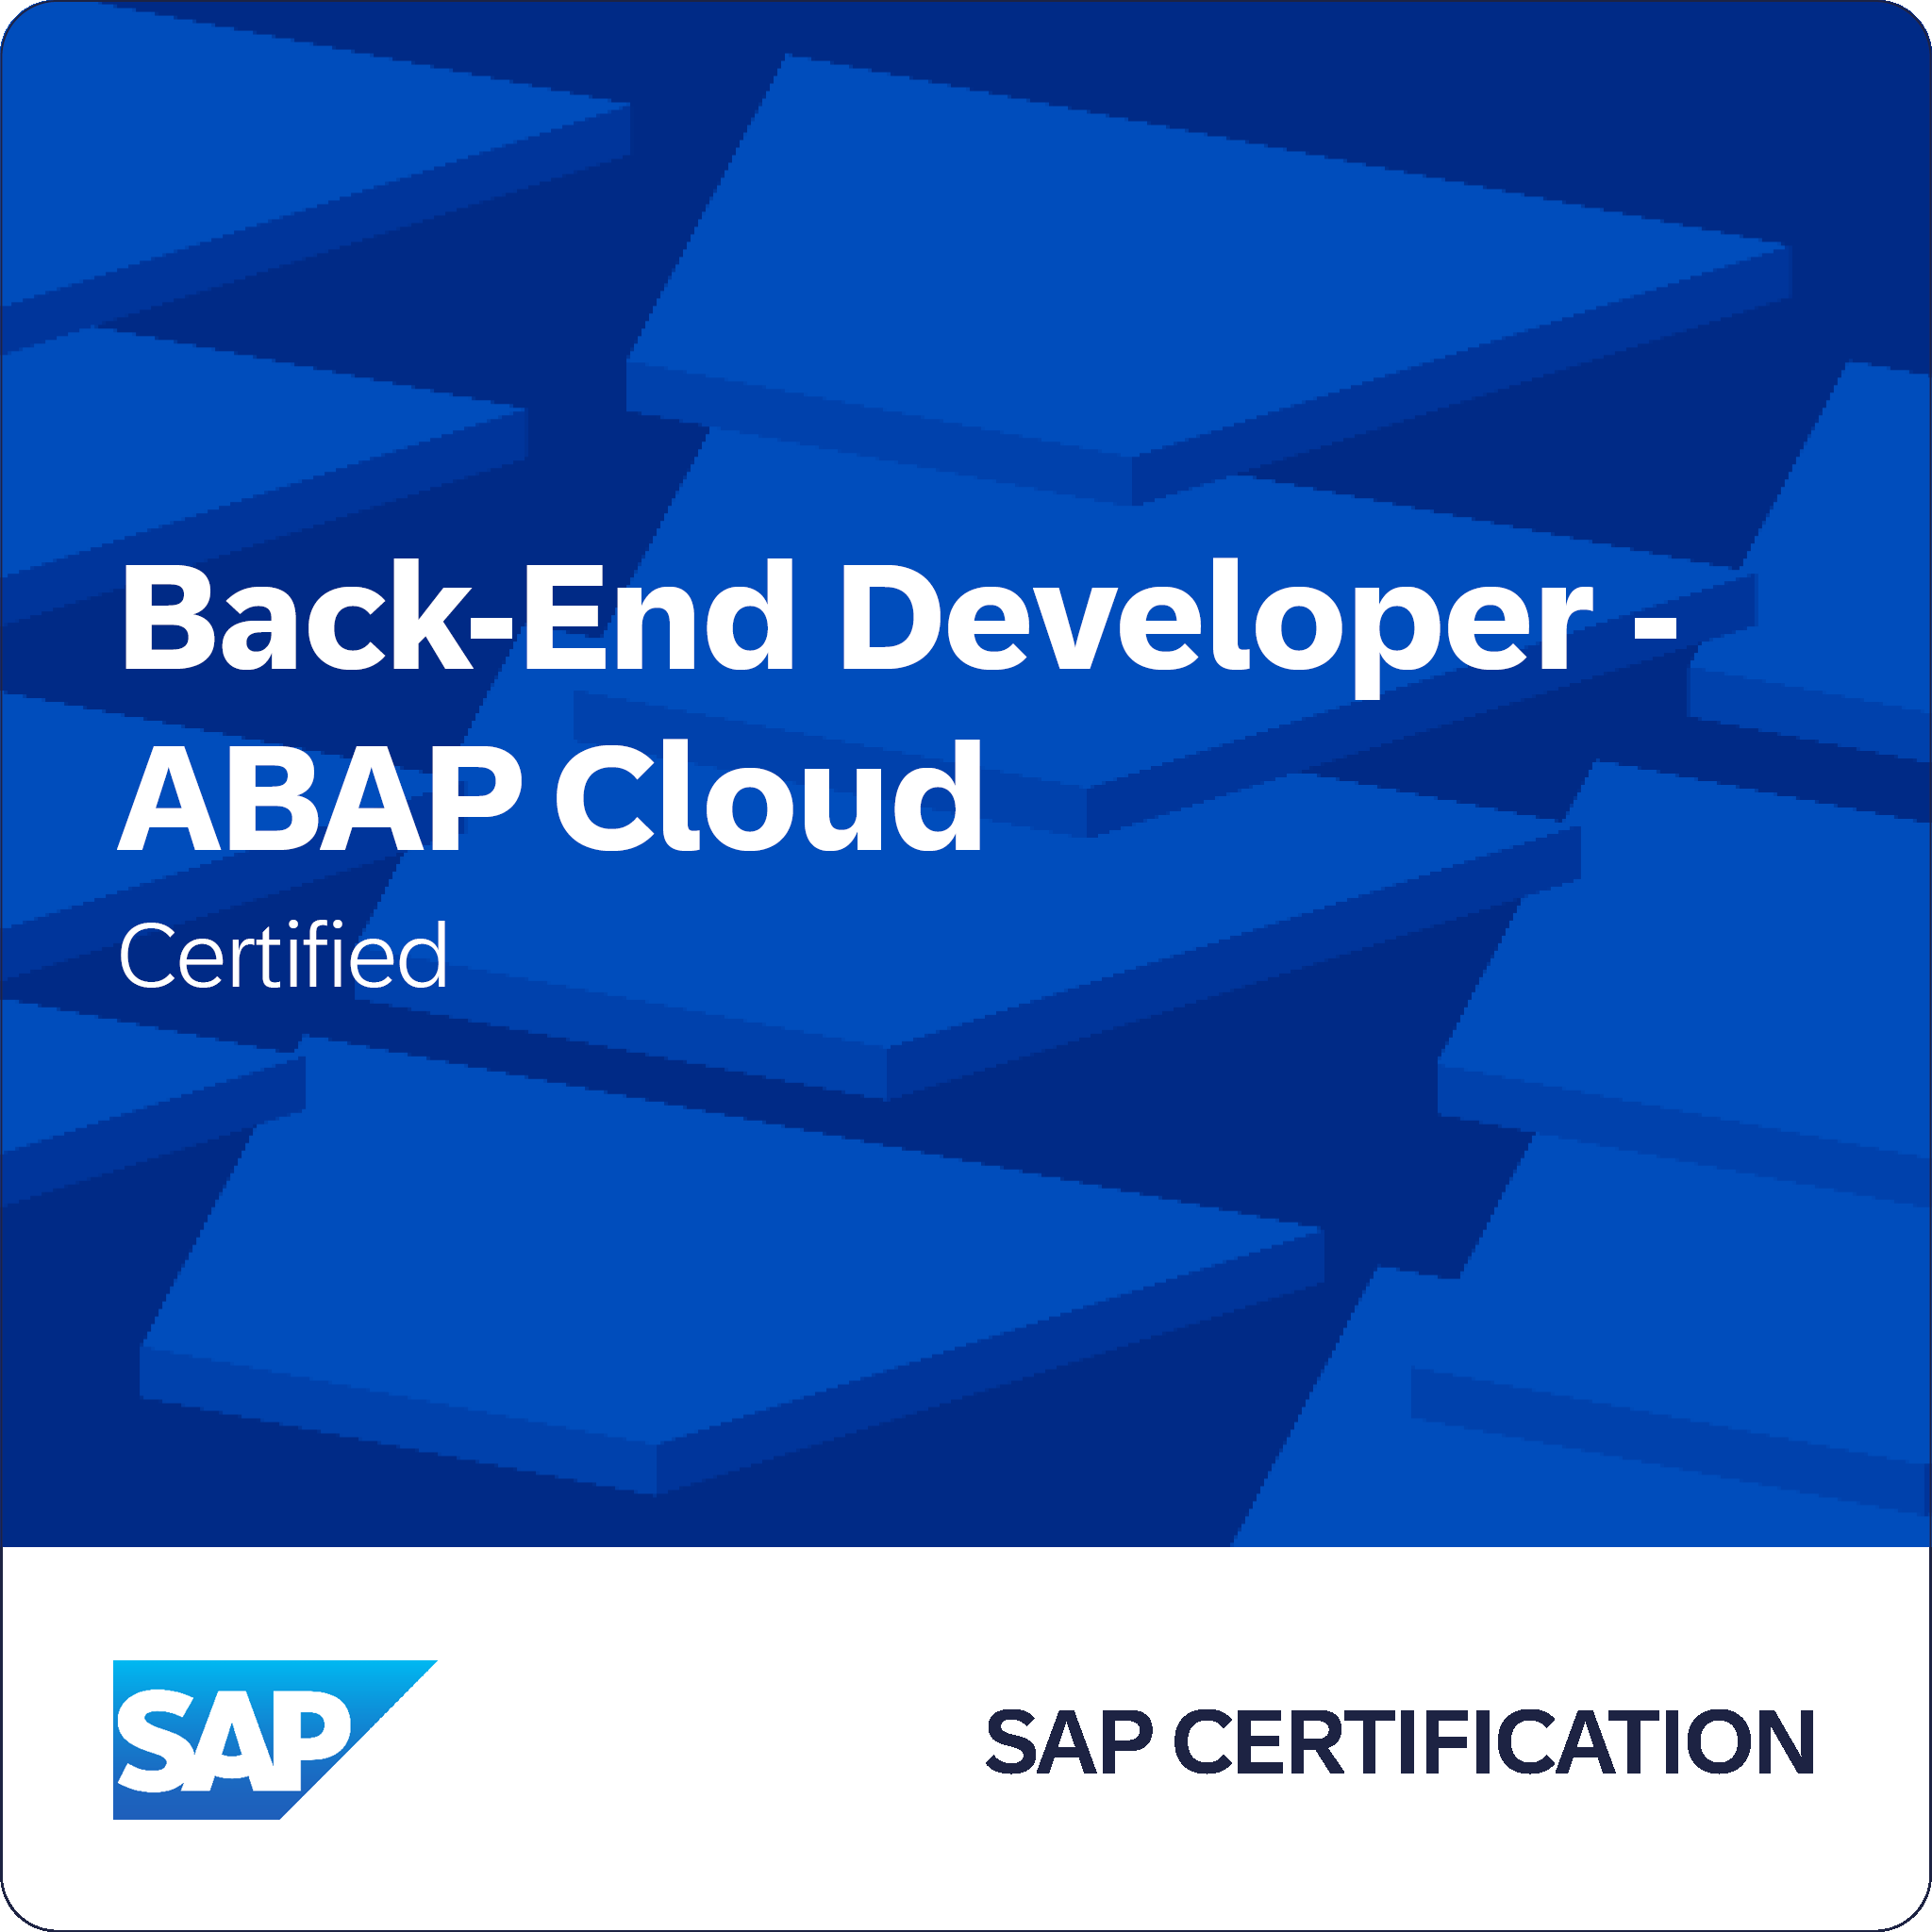 Back-End Developer -
ABAP Cloud
Certified
SAP
SAP CERTIFICATION